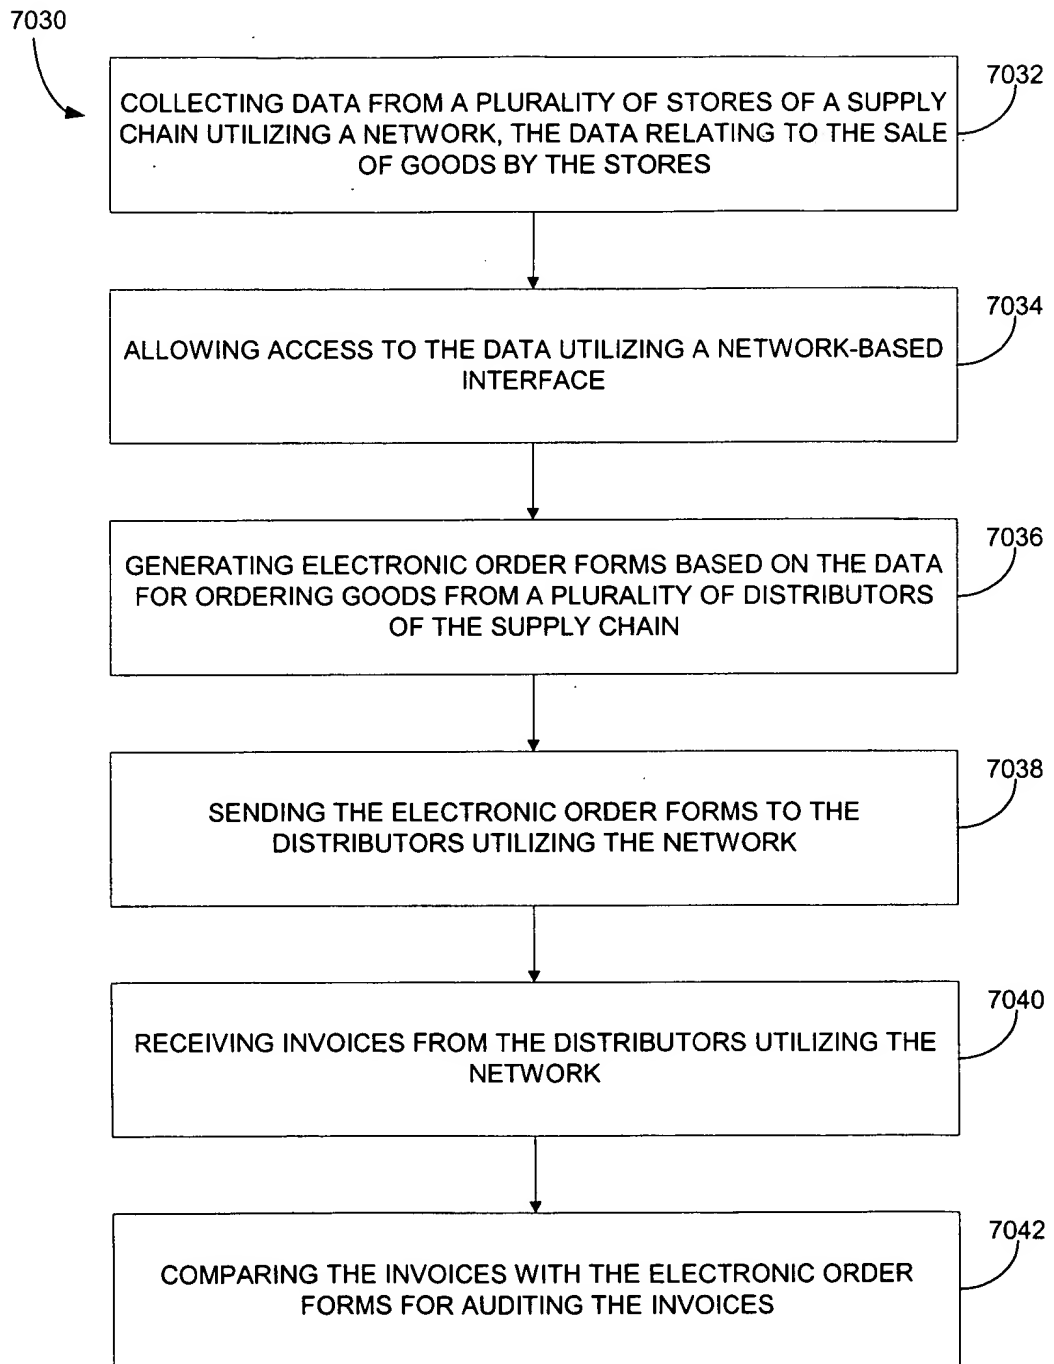 7030
7032
COLLECTING DATA FROM A PLURALITY OF STORES OF A SUPPLY
CHAIN UTILIZING A NETWORK, THE DATA RELATING TO THE SALE
OF GOODS BY THE STORES
7034
ALLOWING ACCESS TO THE DATA UTILIZING A NETWORK-BASED
INTERFACE
7036
GENERATING ELECTRONIC ORDER FORMS BASED ON THE DATA
FOR ORDERING GOODS FROM A PLURALITY OF DISTRIBUTORS
OF THE SUPPLY CHAIN
7038
SENDING THE ELECTRONIC ORDER FORMS TO THE
DISTRIBUTORS UTILIZING THE NETWORK
7040
RECEIVING INVOICES FROM THE DISTRIBUTORS UTILIZING THE
NETWORK
7042
COMPARING THE INVOICES WITH THE ELECTRONIC ORDER
FORMS FOR AUDITING THE INVOICES